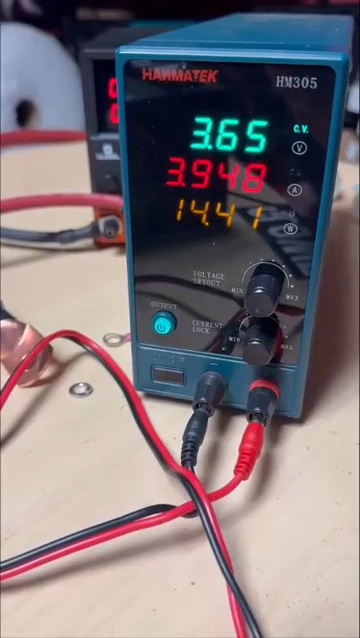 HANMATEK
HM305
3.65
C.V.
V
3.948
A
14.41
W
VOLTAGE
SETOUT
MIN
MAX
OUTPUT
CURRENT
LOCK
MIN
MAX